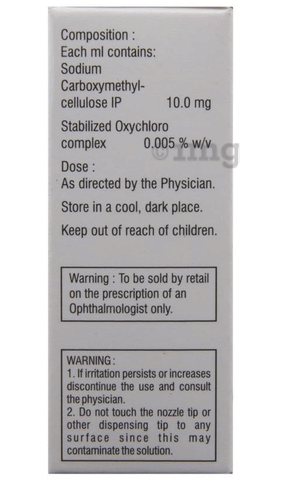 Composition :
Each ml contains:
Sodium
Carboxymethyl-
cellulose IP 10.0 mg
Stabilized Oxychloro
complex 0.005 % w/v
Dose :
As directed by the Physician.
Store in a cool, dark place.
Keep out of reach of children.
Warning : To be sold by retail
on the prescription of an
Ophthalmologist only.
WARNING :
1. If irritation persists or increases
discontinue the use and consult
the physician.
2. Do not touch the nozzle tip or
other dispensing tip to any
surface since this may
contaminate the solution.